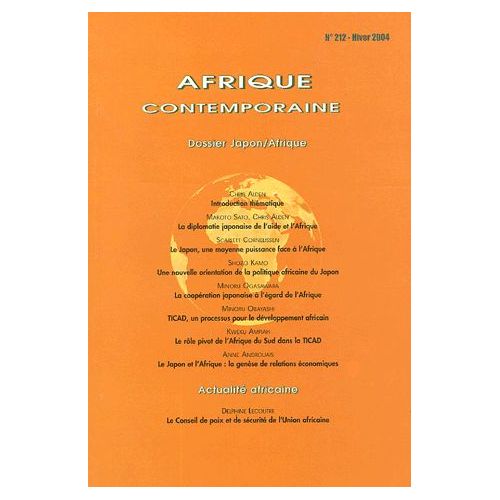 N° 212 - Hiver 2004
AFRIQUE
CONTEMPORAINE
Dossier Japon/Afrique
CHRIS ALDEN
Introduction thématique
MAKOTO SATO, CHRIS ALDEN
La diplomatie japonaise de l'aide et l'Afrique
SCARLETT CORNELISSEN
Le Japon, une moyenne puissance face à l'Afrique
SHOZO KAMO
Une nouvelle orientation de la politique africaine du Japon
MINORU OGASAWARA
La coopération japonaise à l'égard de l'Afrique
MINORU OBAYASHI
TICAD, un processus pour le développement africain
KWEKU AMPIAH
Le rôle pivot de l'Afrique du Sud dans la TICAD
ANNE ANDROUAIS
Le Japon et l'Afrique : la genèse de relations économiques
Actualité africaine
DELPHINE LECOUTRE
Le Conseil de paix et de sécurité de l'Union africaine